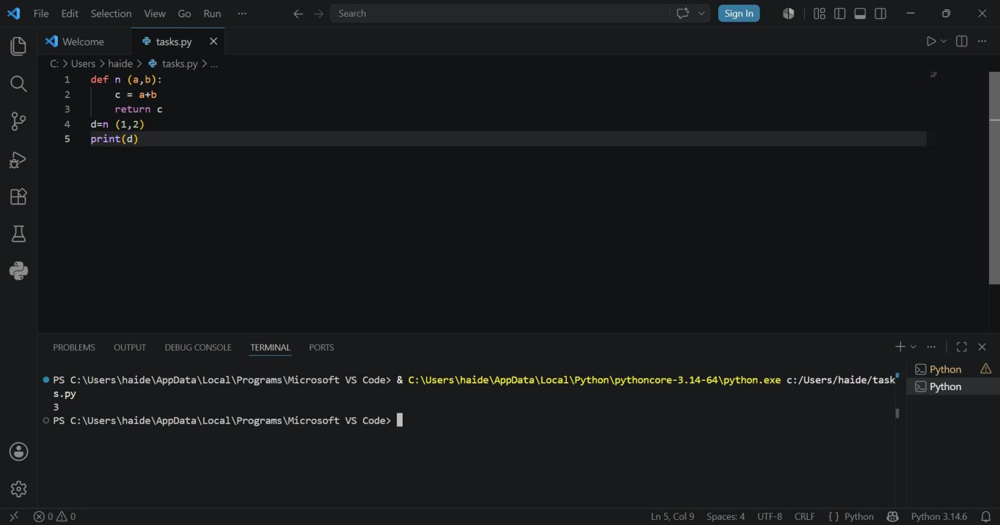 File Edit Selection View Go Run ··· Search Sign In
Welcome tasks.py
C: > Users > haide > tasks.py > ...
1 def n (a,b):
2     c = a+b
3     return c
4 d=n (1,2)
5 print(d)
PROBLEMS OUTPUT DEBUG CONSOLE TERMINAL PORTS
PS C:\Users\haide\AppData\Local\Programs\Microsoft VS Code> & C:\Users\haide\AppData\Local\Python\pythoncore-3.14-64\python.exe c:/Users/haide/task
s.py
3
PS C:\Users\haide\AppData\Local\Programs\Microsoft VS Code>
Python
Python
0 0 Ln 5, Col 9 Spaces: 4 UTF-8 CRLF { } Python Python 3.14.6